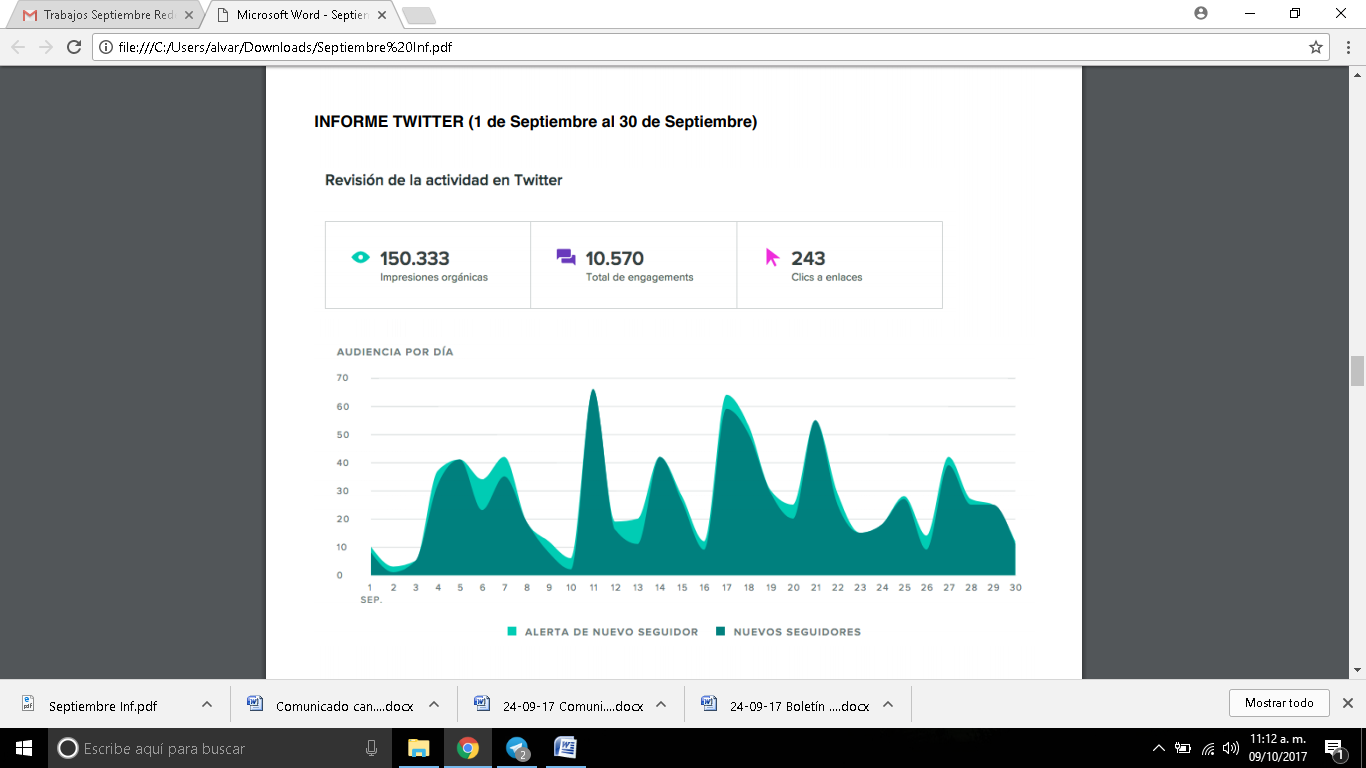 Trabajos Septiembre Red
Microsoft Word - Septiem
file:///C:/Users/alvar/Downloads/Septiembre%20Inf.pdf
INFORME TWITTER (1 de Septiembre al 30 de Septiembre)
Revisión de la actividad en Twitter
150.333
Impresiones orgánicas
10.570
Total de engagements
243
Clics a enlaces
AUDIENCIA POR DÍA
70
60
50
40
30
20
10
0
1 2 3 4 5 6 7 8 9 10 11 12 13 14 15 16 17 18 19 20 21 22 23 24 25 26 27 28 29 30
SEP.
ALERTA DE NUEVO SEGUIDOR NUEVOS SEGUIDORES
Septiembre Inf.pdf
Comunicado can....docx
24-09-17 Comuni....docx
24-09-17 Boletín ....docx
Mostrar todo
Escribe aquí para buscar
2
11:12 a. m.
09/10/2017
1